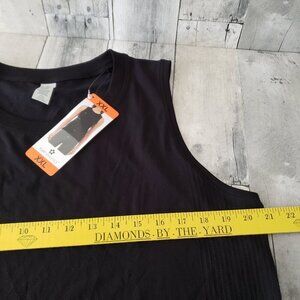 XXL
XXL
10 11 12 13 14 15 16 17 18 19 20 21 22
DIAMONDS · BY · THE · YARD